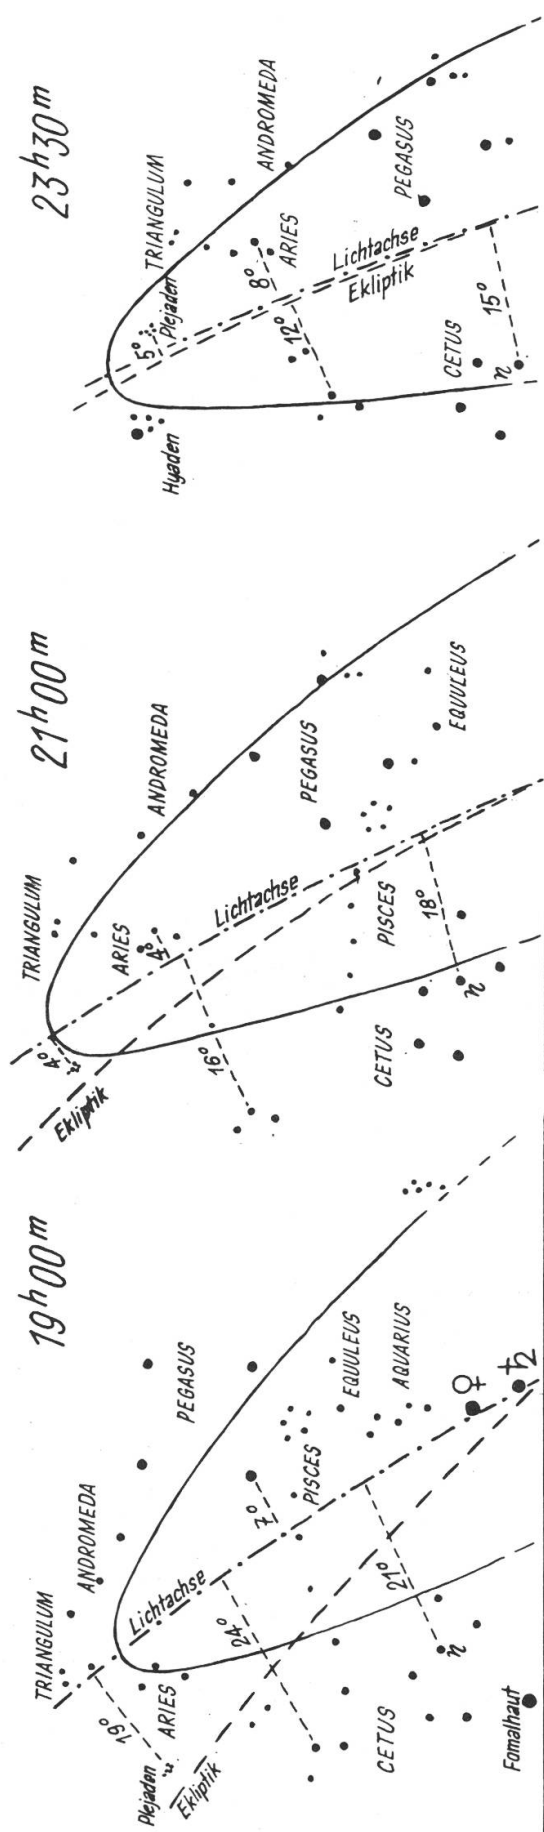 19h00m
TRIANGULUM
ANDROMEDA
PEGASUS
Lichtachse
19°
ARIES
Plejaden
Ekliptik
24°
7°
PISCES
EQUULEUS
AQUARIUS
♀
♄
21°
η
CETUS
Fomalhaut
21h00m
TRIANGULUM
ANDROMEDA
4°
ARIES
4°
Lichtachse
PEGASUS
Ekliptik
16°
PISCES
18°
EQUULEUS
CETUS
η
23h30m
TRIANGULUM
ANDROMEDA
Plejaden
5°
Hyaden
8°
ARIES
12°
Lichtachse
Ekliptik
PEGASUS
15°
CETUS
η